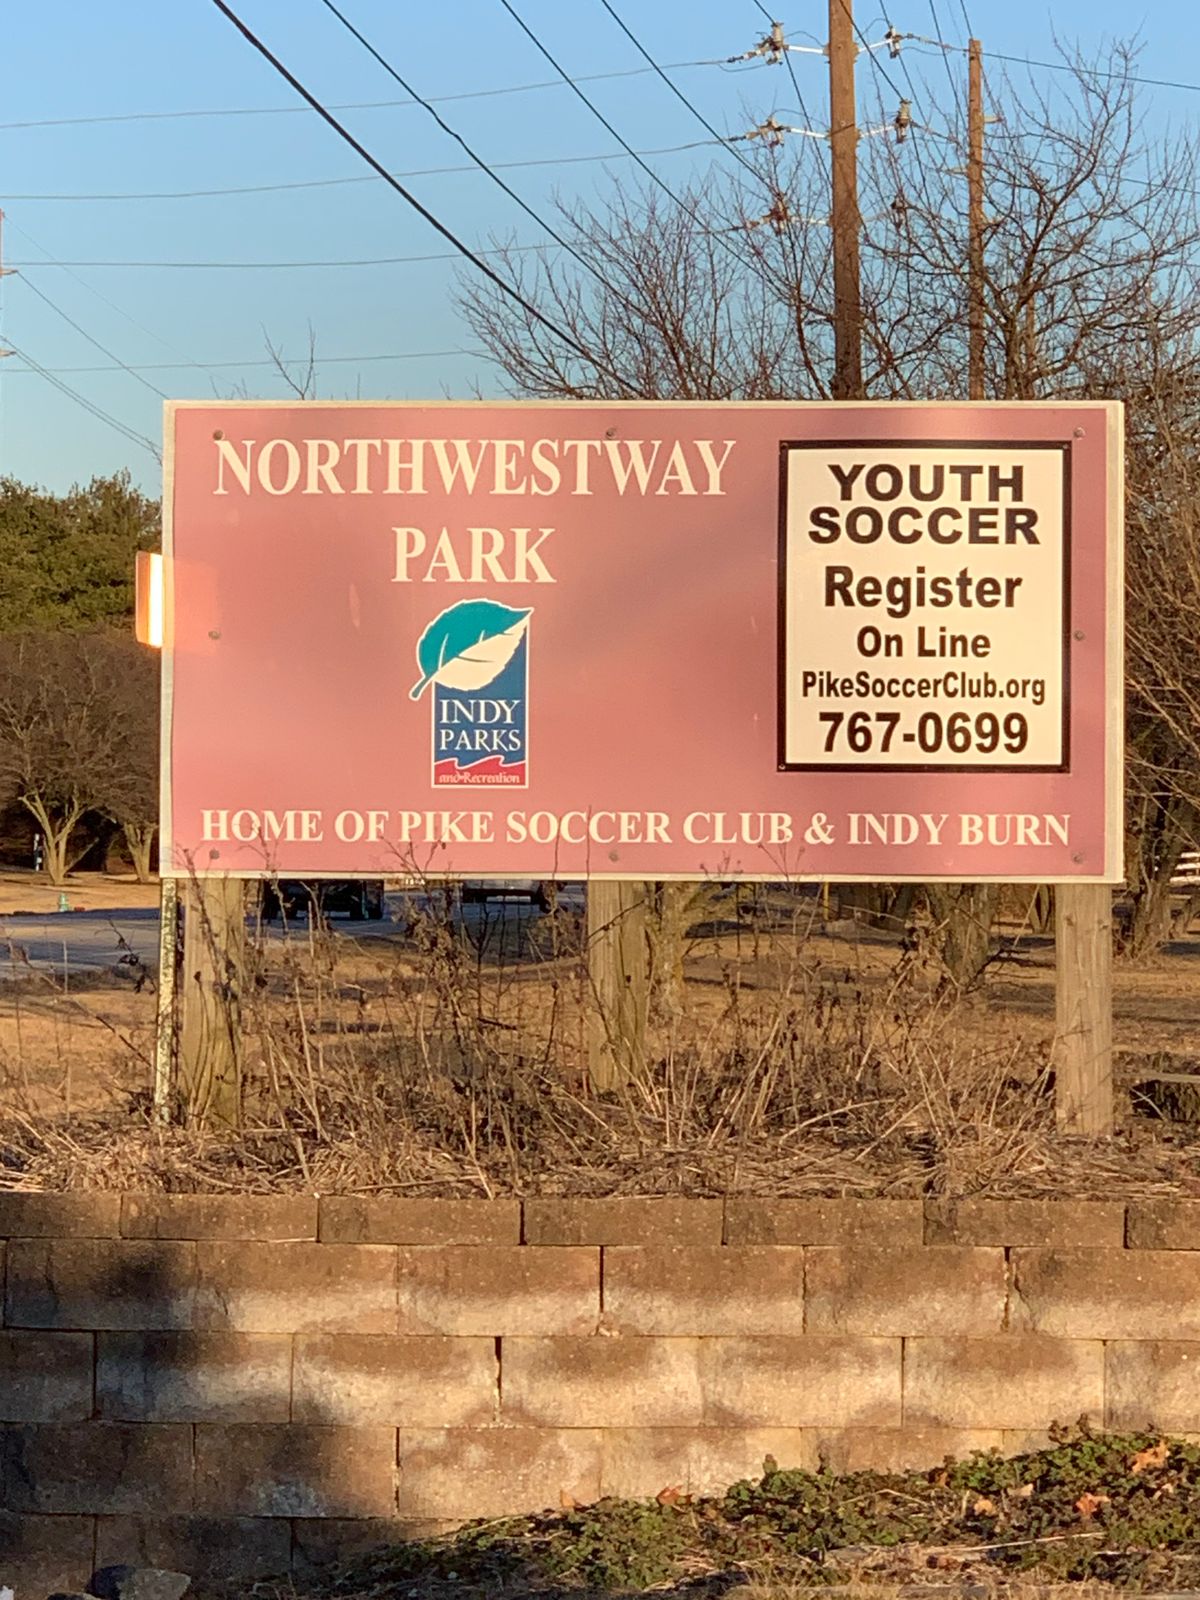 NORTHWESTWAY
PARK
INDY
PARKS
and Recreation
YOUTH
SOCCER
Register
On Line
PikeSoccerClub.org
767-0699
HOME OF PIKE SOCCER CLUB & INDY BURN